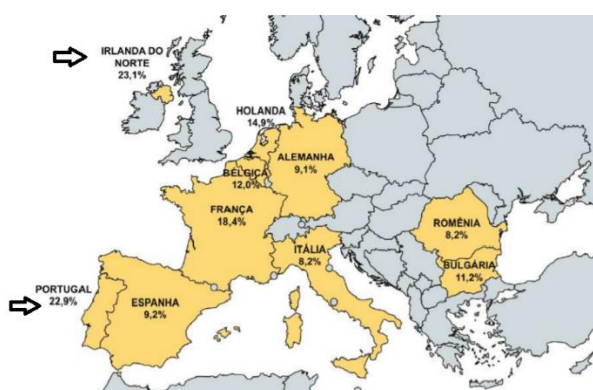 IRLANDA DO
NORTE
23,1%
HOLANDA
14,9%
ALEMANHA
9,1%
BÉLGICA
12,0%
FRANÇA
18,4%
ITÁLIA
8,2%
ROMÉNIA
8,2%
BULGÁRIA
11,2%
PORTUGAL
22,9%
ESPANHA
9,2%